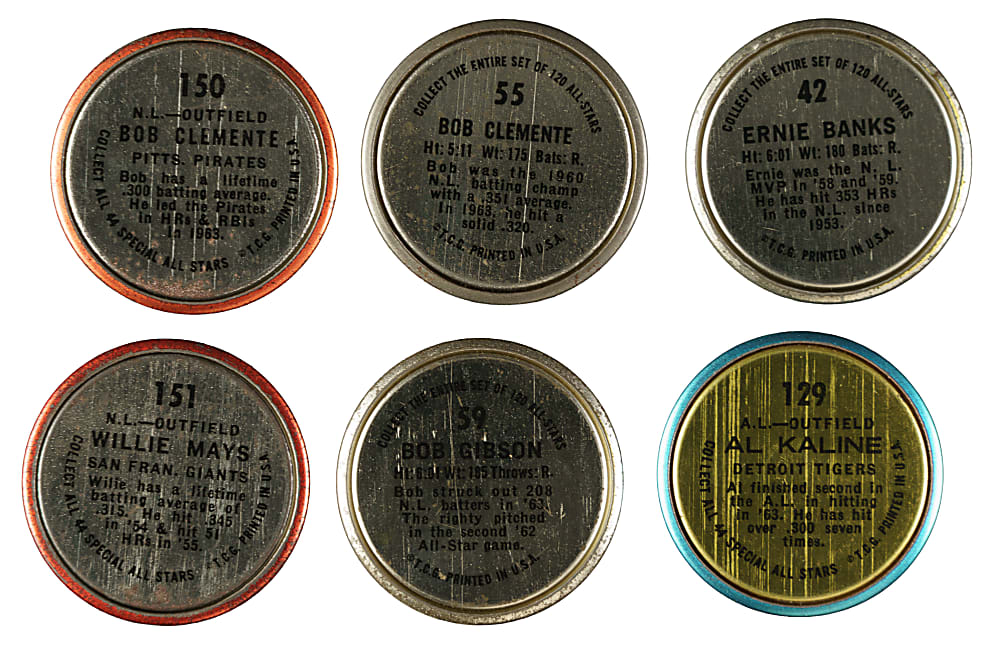 150
N.L.—OUTFIELD
BOB CLEMENTE
PITTS. PIRATES
Bob has a lifetime
.300 batting average.
He led the Pirates
in HRs & RBIs
in 1963.
COLLECT ALL 44 SPECIAL ALL STARS ©T.C.G. PRINTED IN U.S.A.
COLLECT THE ENTIRE SET OF 120 ALL-STARS
55
BOB CLEMENTE
Ht: 5:11 Wt: 175 Bats: R.
Bob was the 1960
N.L. batting champ
with a .351 average.
In 1963, he hit a
solid .320.
©T.C.G. PRINTED IN U.S.A.
COLLECT THE ENTIRE SET OF 120 ALL-STARS
42
ERNIE BANKS
Ht: 6:01 Wt: 180 Bats: R.
Ernie was the N. L.
MVP in '58 and '59.
He has hit 353 HRs
in the N.L. since
1953.
©T.C.G. PRINTED IN U.S.A.
151
N.L.—OUTFIELD
WILLIE MAYS
SAN FRAN. GIANTS
Willie has a lifetime
batting average of
.315. He hit .345
in '54 & hit 51
HRs in '55.
COLLECT ALL 44 SPECIAL ALL STARS ©T.C.G. PRINTED IN U.S.A.
COLLECT THE ENTIRE SET OF 120 ALL-STARS
59
BOB GIBSON
Ht: 6:01 Wt: 185 Throws: R.
Bob struck out 208
N.L. batters in '63.
The righty pitched
in the second '62
All-Star game.
©T.C.G. PRINTED IN U.S.A.
129
A.L.—OUTFIELD
AL KALINE
DETROIT TIGERS
Al finished second in
the A.L. in hitting
in '63. He has hit
over .300 seven
times.
COLLECT ALL 44 SPECIAL ALL STARS ©T.C.G. PRINTED IN U.S.A.